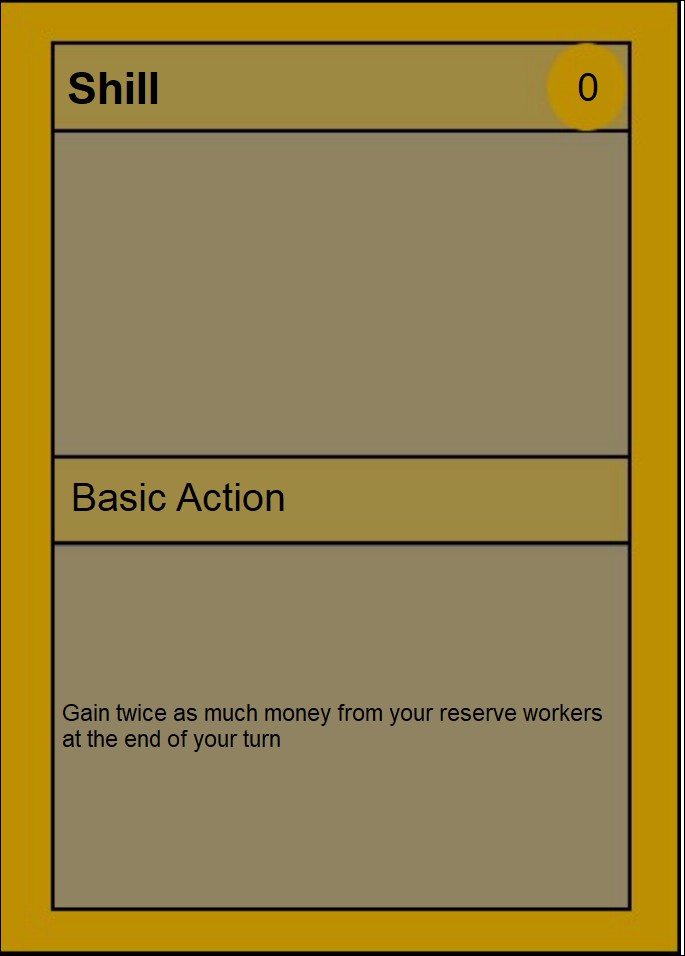 Shill
0
Basic Action
Gain twice as much money from your reserve workers
at the end of your turn